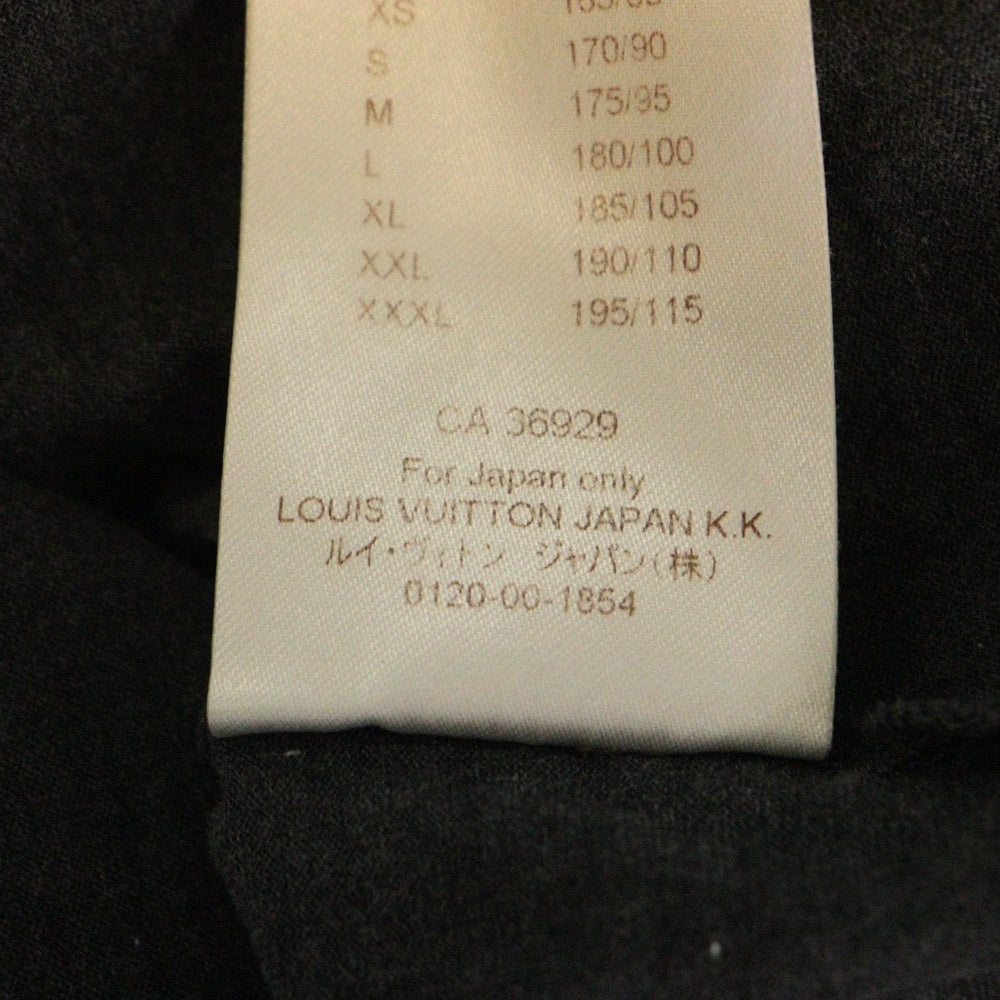 XS
S 170/90
M 175/95
L 180/100
XL 185/105
XXL 190/110
XXXL 195/115
CA 36929
For Japan only
LOUIS VUITTON JAPAN K.K.
ルイ・ヴィトン ジャパン(株)
0120-00-1854